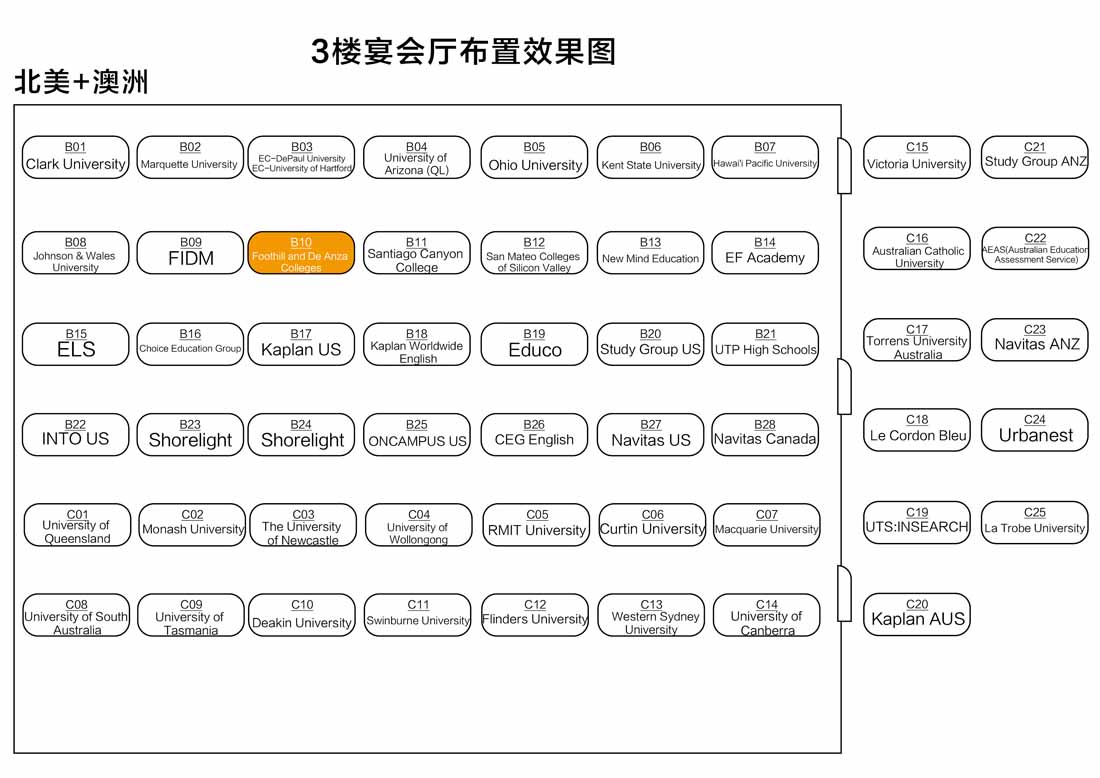 3楼宴会厅布置效果图
北美+澳洲
B01
Clark University
B02
Marquette University
B03
EC-DePaul University
EC-University of Hartford
B04
University of
Arizona (QL)
B05
Ohio University
B06
Kent State University
B07
Hawai'i Pacific University
C15
Victoria University
C21
Study Group ANZ
B08
Johnson & Wales
University
B09
FIDM
B10
Foothill and De Anza
Colleges
B11
Santiago Canyon
College
B12
San Mateo Colleges
of Silicon Valley
B13
New Mind Education
B14
EF Academy
C16
Australian Catholic
University
C22
AEAS(Australian Education
Assessment Service)
B15
ELS
B16
Choice Education Group
B17
Kaplan US
B18
Kaplan Worldwide
English
B19
Educo
B20
Study Group US
B21
UTP High Schools
C17
Torrens University
Australia
C23
Navitas ANZ
B22
INTO US
B23
Shorelight
B24
Shorelight
B25
ONCAMPUS US
B26
CEG English
B27
Navitas US
B28
Navitas Canada
C18
Le Cordon Bleu
C24
Urbanest
C01
University of
Queensland
C02
Monash University
C03
The University
of Newcastle
C04
University of
Wollongong
C05
RMIT University
C06
Curtin University
C07
Macquarie University
C19
UTS:INSEARCH
C25
La Trobe University
C08
University of South
Australia
C09
University of
Tasmania
C10
Deakin University
C11
Swinburne University
C12
Flinders University
C13
Western Sydney
University
C14
University of
Canberra
C20
Kaplan AUS